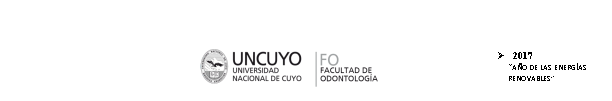 UNCUYO
UNIVERSIDAD
NACIONAL DE CUYO
FO
FACULTAD DE
ODONTOLOGÍA
➤ 2017
"AÑO DE LAS ENERGÍAS
RENOVABLES"